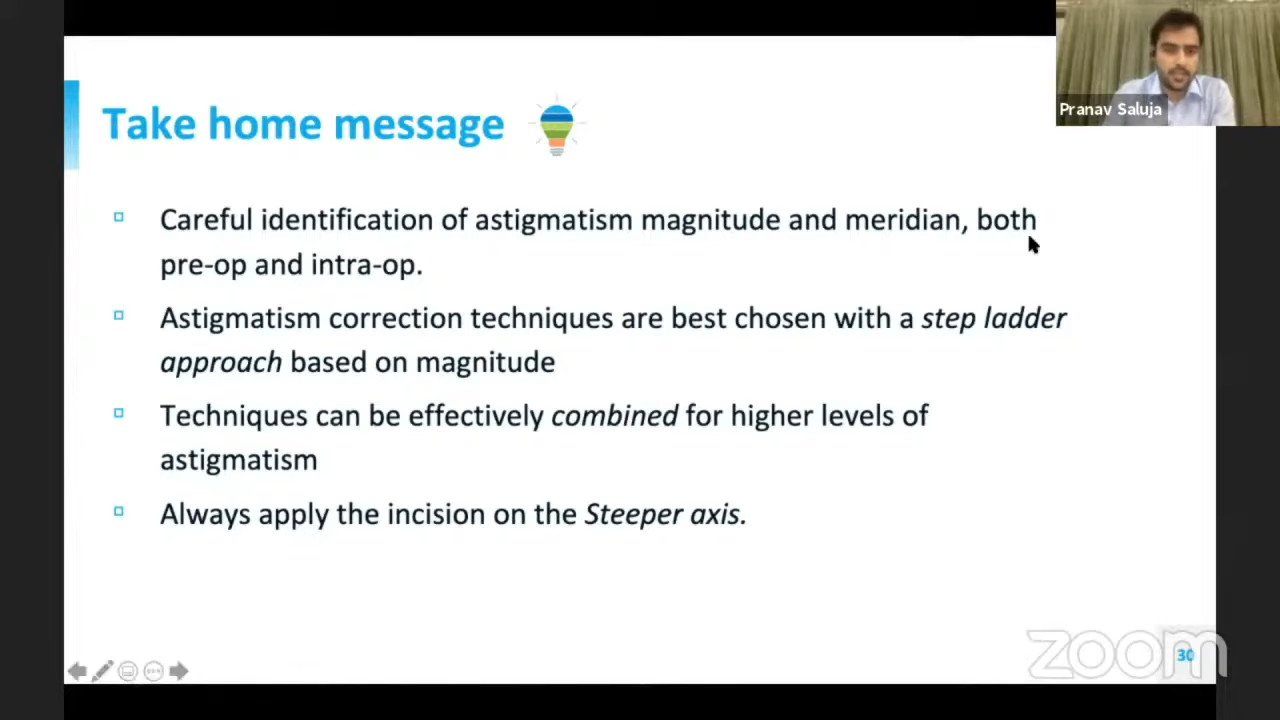 Pranav Saluja
Take home message
Careful identification of astigmatism magnitude and meridian, both
pre-op and intra-op.
Astigmatism correction techniques are best chosen with a step ladder
approach based on magnitude
Techniques can be effectively combined for higher levels of
astigmatism
Always apply the incision on the Steeper axis.
zoom
30